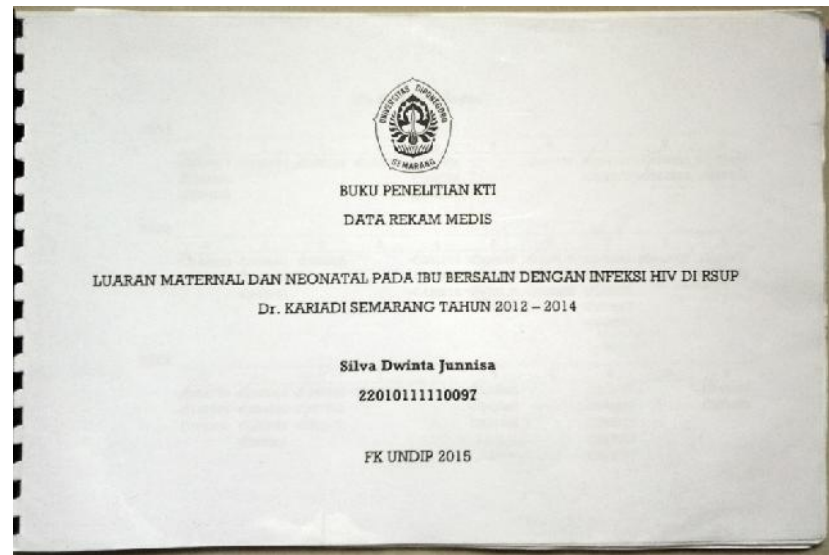 UNIVERSITAS DIPONEGORO
SEMARANG
BUKU PENELITIAN KTI
DATA REKAM MEDIS
LUARAN MATERNAL DAN NEONATAL PADA IBU BERSALIN DENGAN INFEKSI HIV DI RSUP
Dr. KARIADI SEMARANG TAHUN 2012 – 2014
Silva Dwinta Junnisa
22010111110097
FK UNDIP 2015